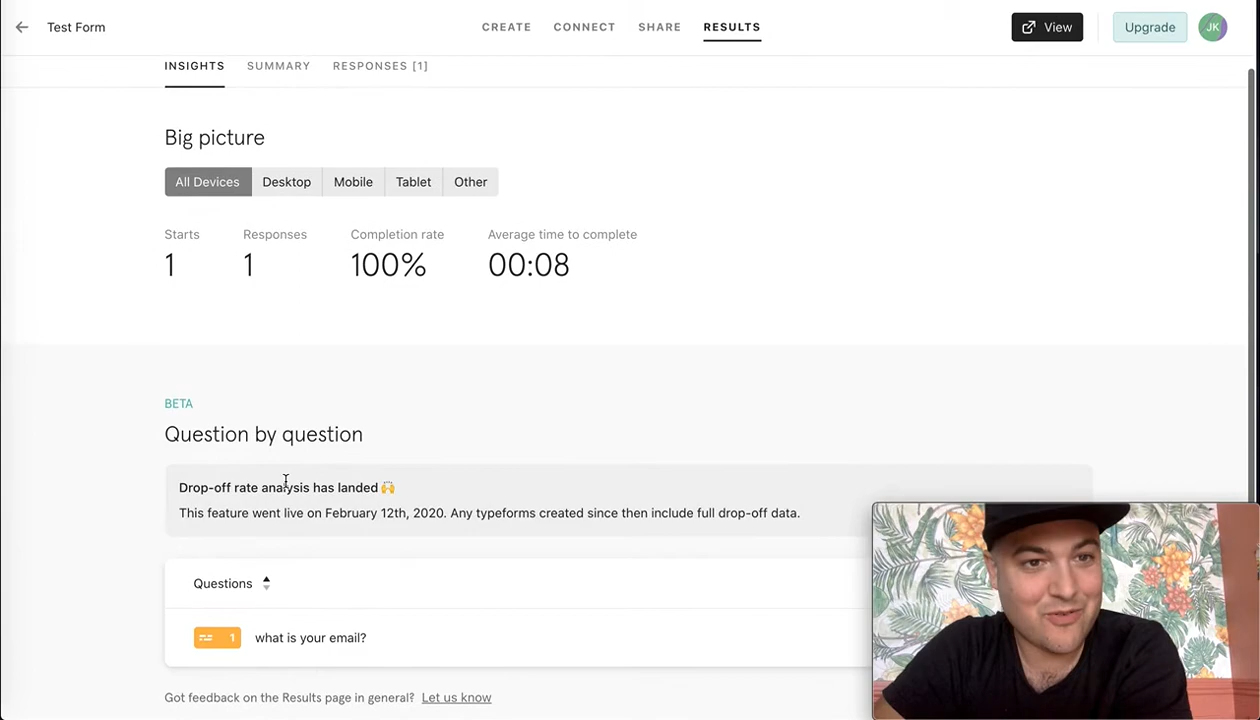 Test Form
CREATE CONNECT SHARE RESULTS
View
Upgrade
JK
INSIGHTS SUMMARY RESPONSES [1]
Big picture
All Devices Desktop Mobile Tablet Other
Starts Responses Completion rate Average time to complete
1 1 100% 00:08
BETA
Question by question
Drop-off rate analysis has landed 🙌
This feature went live on February 12th, 2020. Any typeforms created since then include full drop-off data.
Questions
1 what is your email?
Got feedback on the Results page in general? Let us know